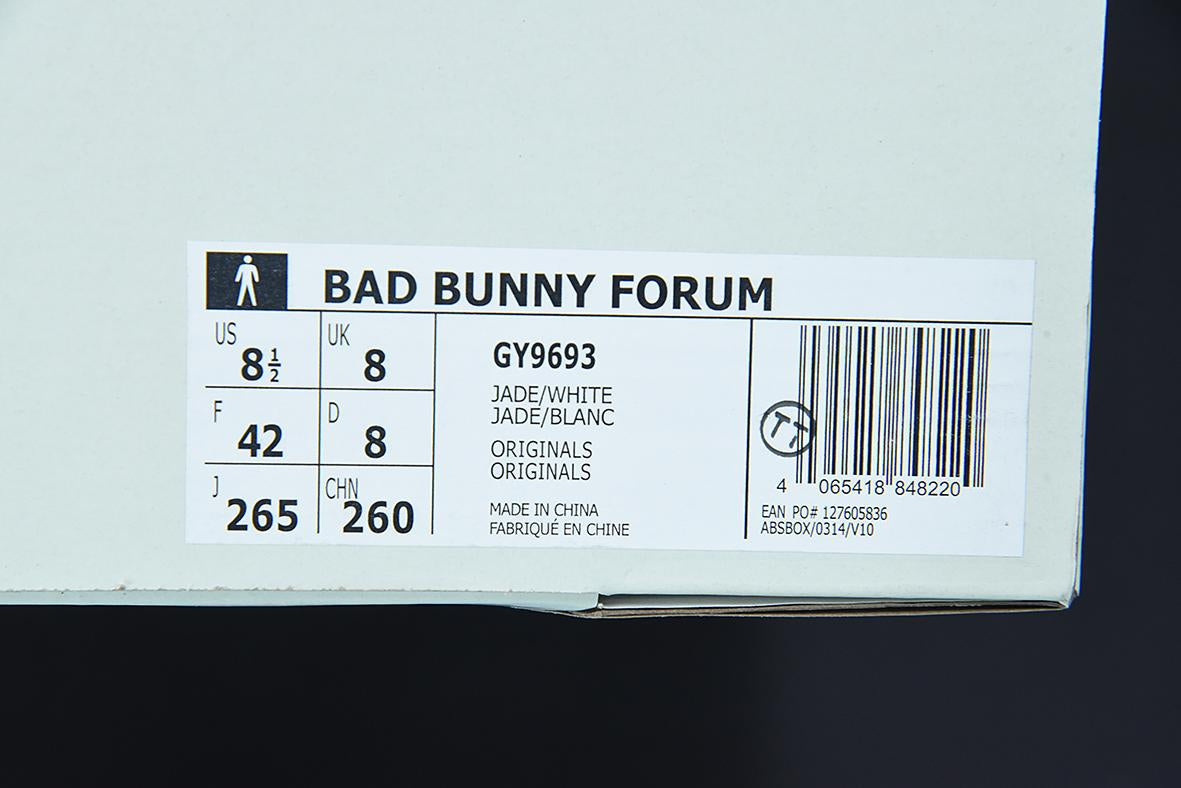 BAD BUNNY FORUM
US 8½
UK 8
F 42
D 8
J 265
CHN 260
GY9693
JADE/WHITE
JADE/BLANC
ORIGINALS
ORIGINALS
MADE IN CHINA
FABRIQUÉ EN CHINE
TT
4 065418 848220
EAN PO# 127605836
ABSBOX/0314/V10